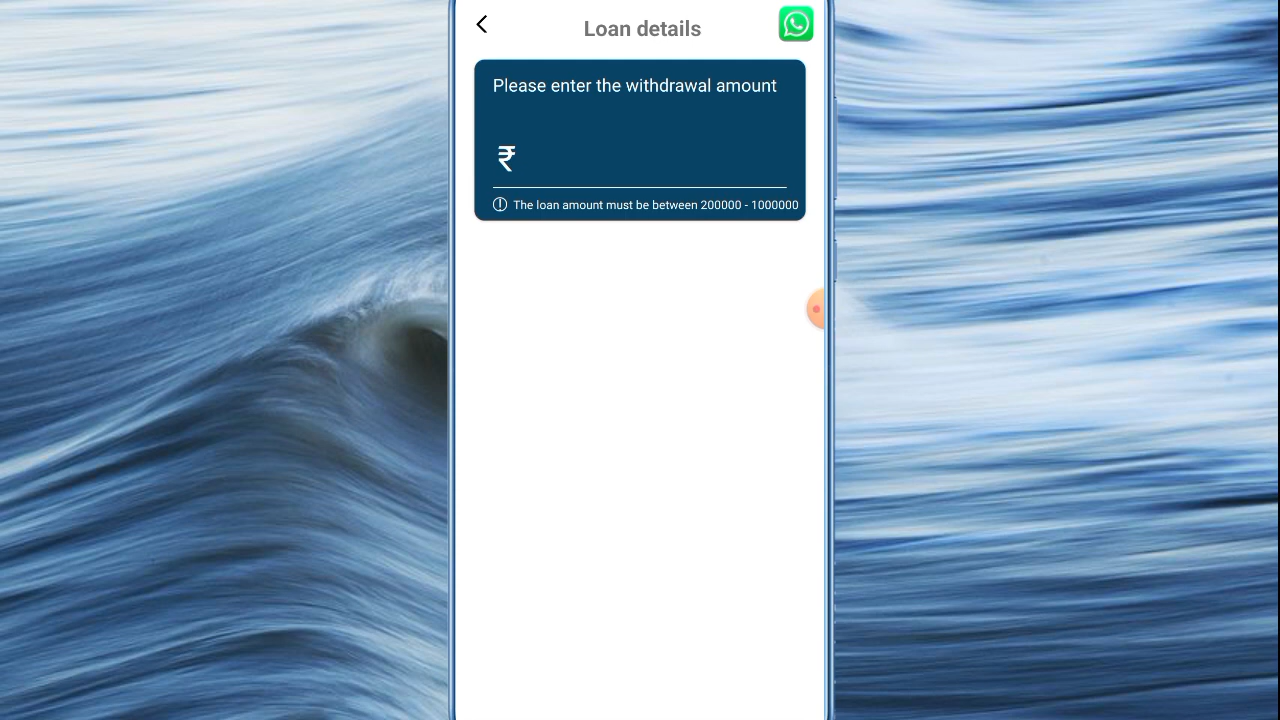 Loan details
Please enter the withdrawal amount
₹
The loan amount must be between 200000 - 1000000